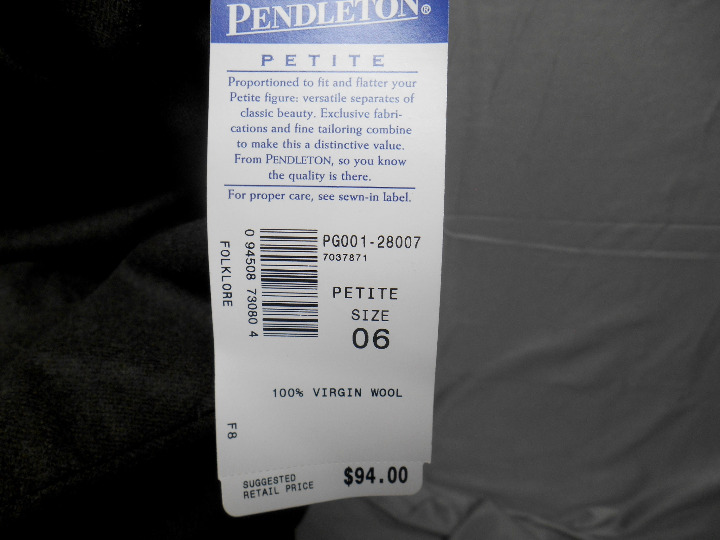 PENDLETON®
PETITE
Proportioned to fit and flatter your
Petite figure: versatile separates of
classic beauty. Exclusive fabri-
cations and fine tailoring combine
to make this a distinctive value.
From PENDLETON, so you know
the quality is there.
For proper care, see sewn-in label.
0 94508 73080 4
FOLKLORE
PG001-28007
7037871
PETITE
SIZE
06
100% VIRGIN WOOL
F8
SUGGESTED
RETAIL PRICE
$94.00